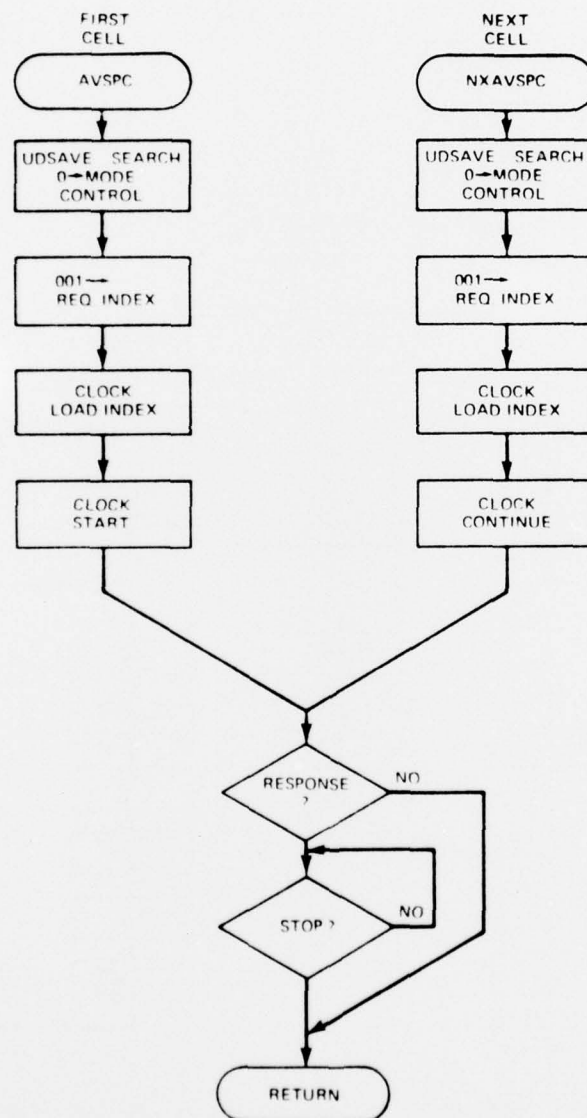 FIRST
CELL
AVSPC
UDSAVE SEARCH
0→MODE
CONTROL
001→
REQ. INDEX
CLOCK
LOAD INDEX
CLOCK
START
NEXT
CELL
NXAVSPC
UDSAVE SEARCH
0→MODE
CONTROL
001→
REQ. INDEX
CLOCK
LOAD INDEX
CLOCK
CONTINUE
RESPONSE
?
NO
STOP?
NO
RETURN